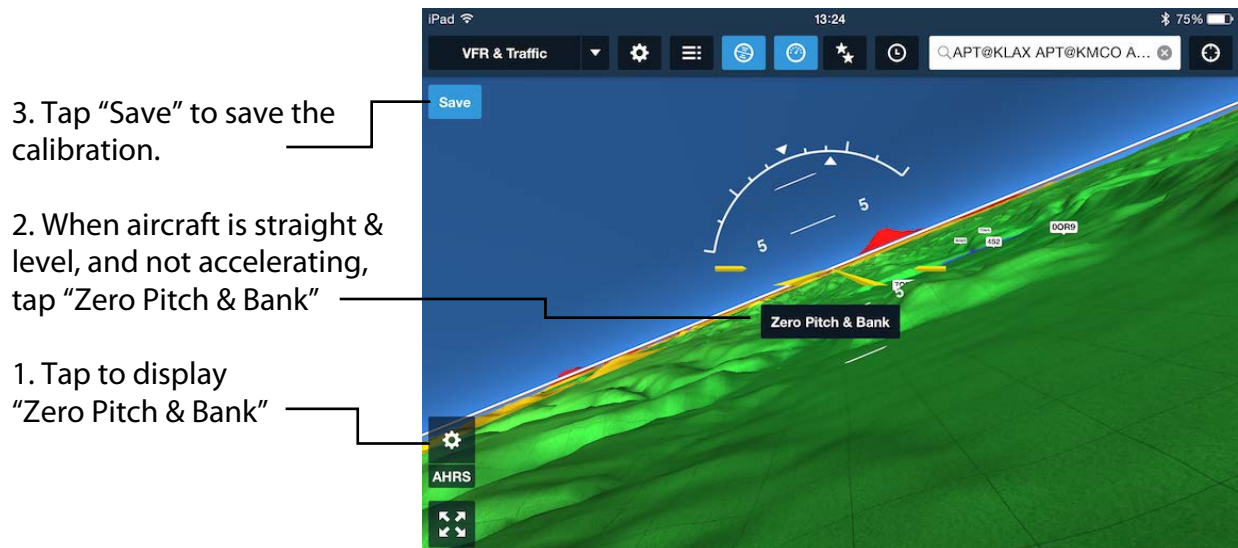 iPad 13:24 75%
VFR & Traffic
APT@KLAX APT@KMCO A...
3. Tap “Save” to save the
calibration.
Save
2. When aircraft is straight &
level, and not accelerating,
tap “Zero Pitch & Bank”
5
5
0OR9
4S2
5
Zero Pitch & Bank
1. Tap to display
“Zero Pitch & Bank”
AHRS